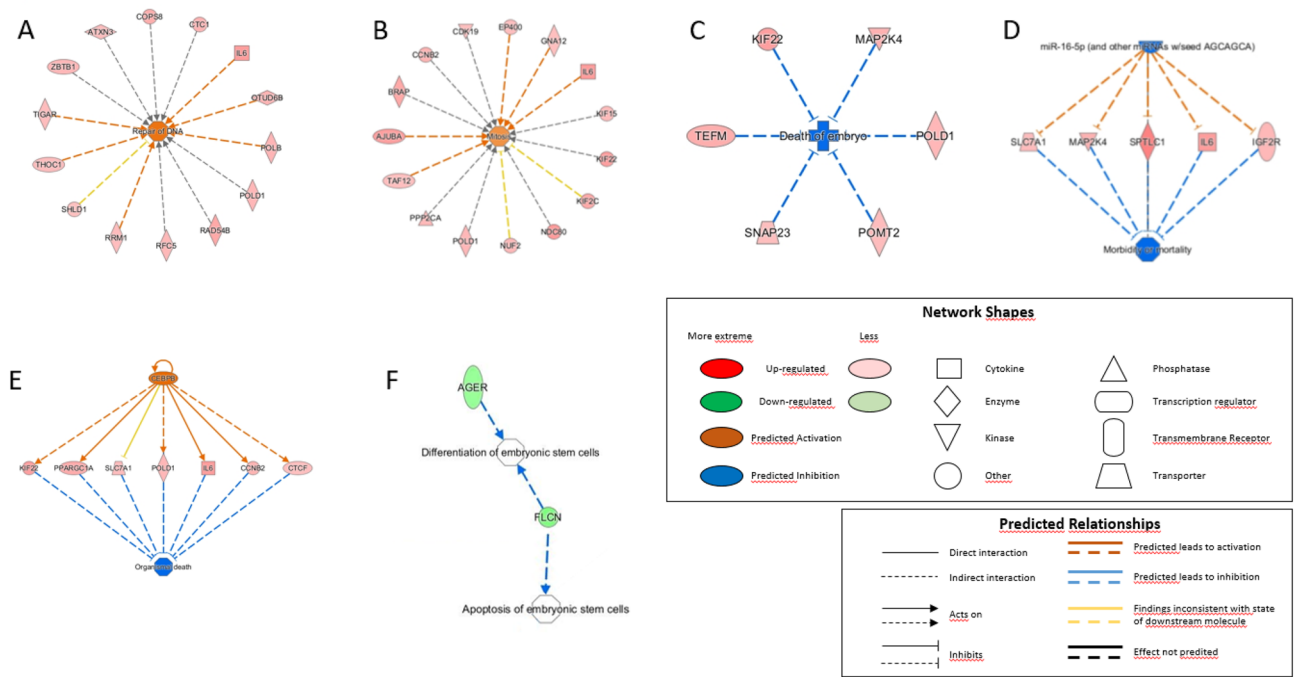 A
COPS8
CTC1
ATXN3
IL6
ZBTB1
OTUD6B
TIGAR
Repair of DNA
POLB
THOC1
POLD1
SHLD1
RAD54B
RRM1
RFC5
B
CDK19
EP400
GNA12
CCNB2
IL6
BRAP
KIF15
AJUBA
Mitosis
KIF22
TAF12
KIF2C
PPP2CA
NDC80
POLD1
NUF2
C
KIF22
MAP2K4
TEFM
Death of embryo
POLD1
SNAP23
POMT2
D
miR-16-5p (and other miRNAs w/seed AGCAGCA)
SLC7A1
MAP2K4
SPTLC1
IL6
IGF2R
Morbidity or mortality
E
CEBPB
KIF22
PPARGC1A
SLC7A1
POLD1
IL6
CCNB2
CTCF
Organismal death
F
AGER
Differentiation of embryonic stem cells
FLCN
Apoptosis of embryonic stem cells
Network Shapes
More extreme
Less
Up-regulated
Cytokine
Phosphatase
Down-regulated
Enzyme
Transcription regulator
Predicted Activation
Kinase
Transmembrane Receptor
Predicted Inhibition
Other
Transporter
Predicted Relationships
Direct interaction
Predicted leads to activation
Indirect interaction
Predicted leads to inhibition
Acts on
Findings inconsistent with state
of downstream molecule
Inhibits
Effect not predited